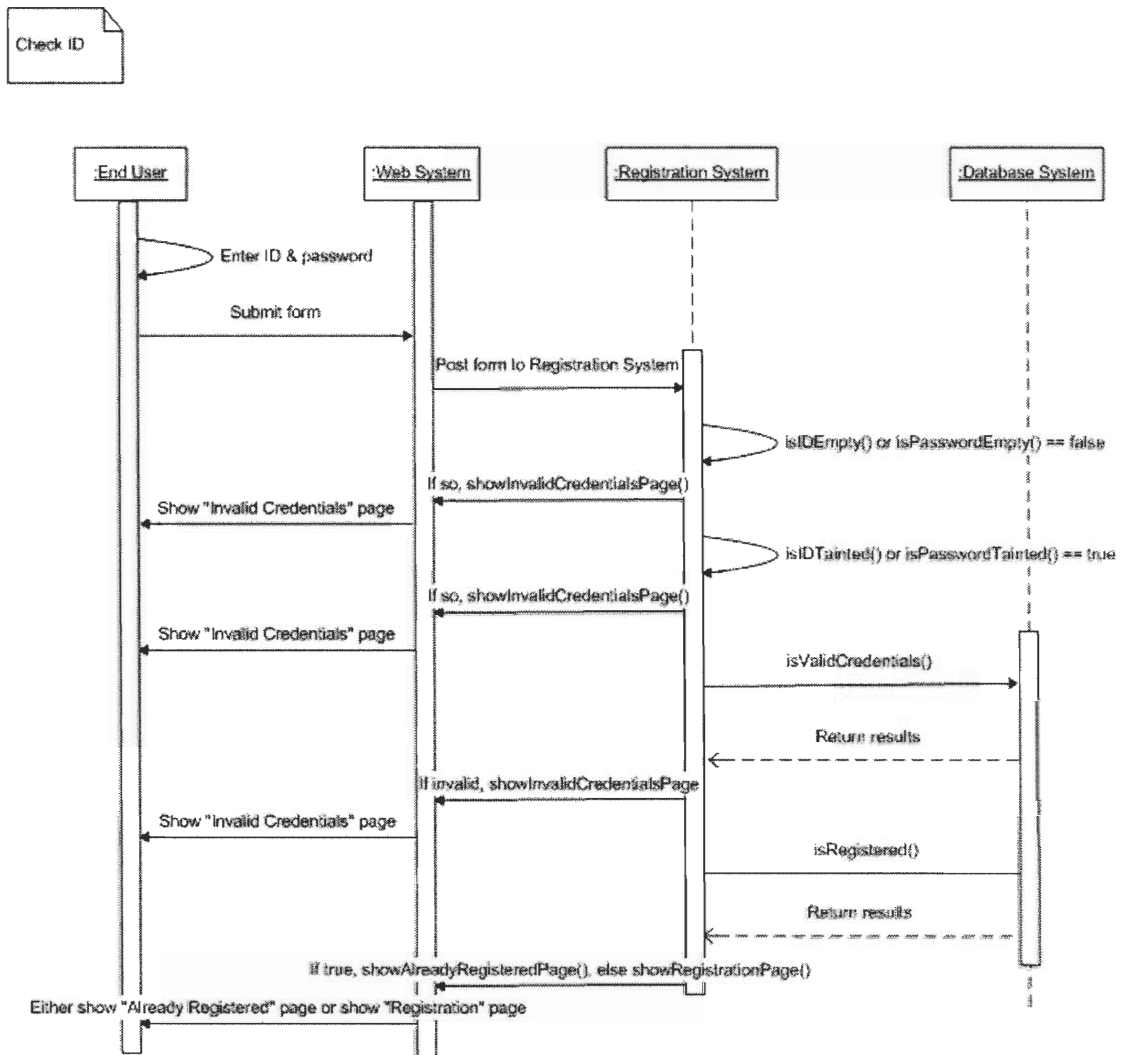 Check ID
:End User
:Web System
:Registration System
:Database System
Enter ID & password
Submit form
Post form to Registration System
isIDEmpty() or isPasswordEmpty() == false
If so, showInvalidCredentialsPage()
Show "Invalid Credentials" page
isIDTainted() or isPasswordTainted() == true
If so, showInvalidCredentialsPage()
Show "Invalid Credentials" page
isValidCredentials()
Return results
If invalid, showInvalidCredentialsPage
Show "Invalid Credentials" page
isRegistered()
Return results
If true, showAlreadyRegisteredPage(), else showRegistrationPage()
Either show "Already Registered" page or show "Registration" page